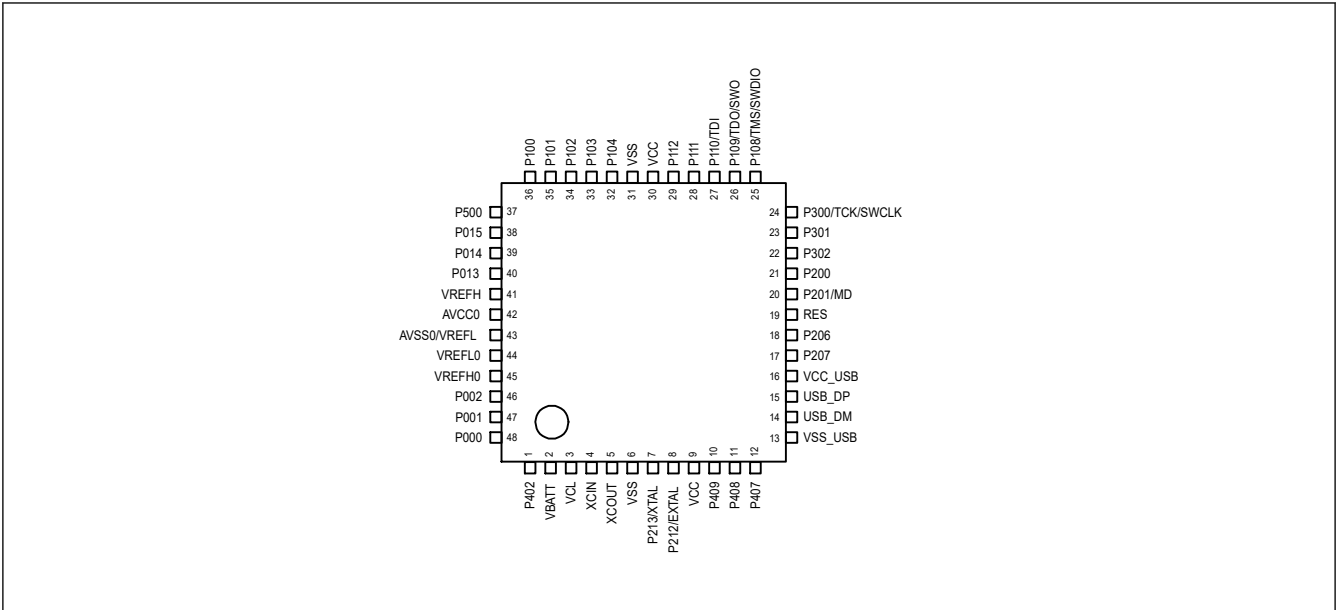 P100
P101
P102
P103
P104
VSS
VCC
P112
P111
P110/TDI
P109/TDO/SWO
P108/TMS/SWDIO
36
35
34
33
32
31
30
29
28
27
26
25
P500 37
P015 38
P014 39
P013 40
VREFH 41
AVCC0 42
AVSS0/VREFL 43
VREFL0 44
VREFH0 45
P002 46
P001 47
P000 48
24 P300/TCK/SWCLK
23 P301
22 P302
21 P200
20 P201/MD
19 RES
18 P206
17 P207
16 VCC_USB
15 USB_DP
14 USB_DM
13 VSS_USB
1
2
3
4
5
6
7
8
9
10
11
12
P402
VBATT
VCL
XCIN
XCOUT
VSS
P213/XTAL
P212/EXTAL
VCC
P409
P408
P407